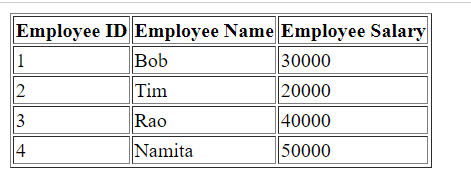 Employee ID Employee Name Employee Salary
1 Bob 30000
2 Tim 20000
3 Rao 40000
4 Namita 50000